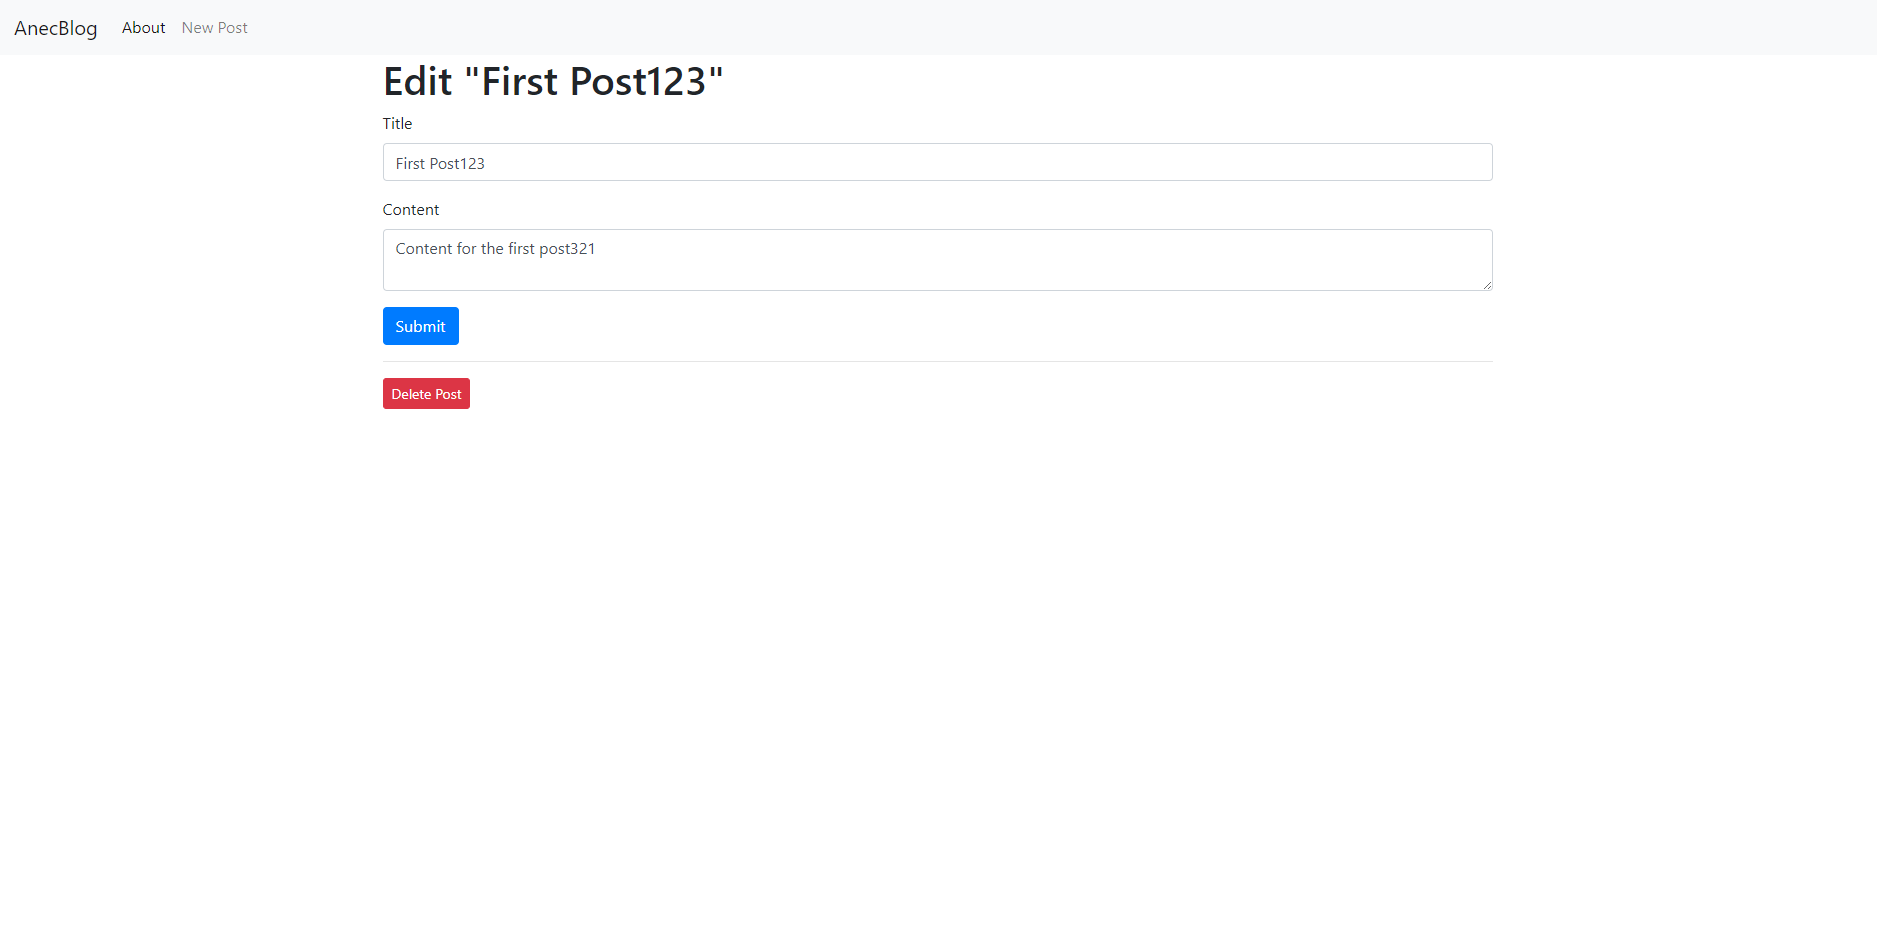 AnecBlog About New Post
Edit "First Post123"
Title
First Post123
Content
Content for the first post321
Submit
Delete Post